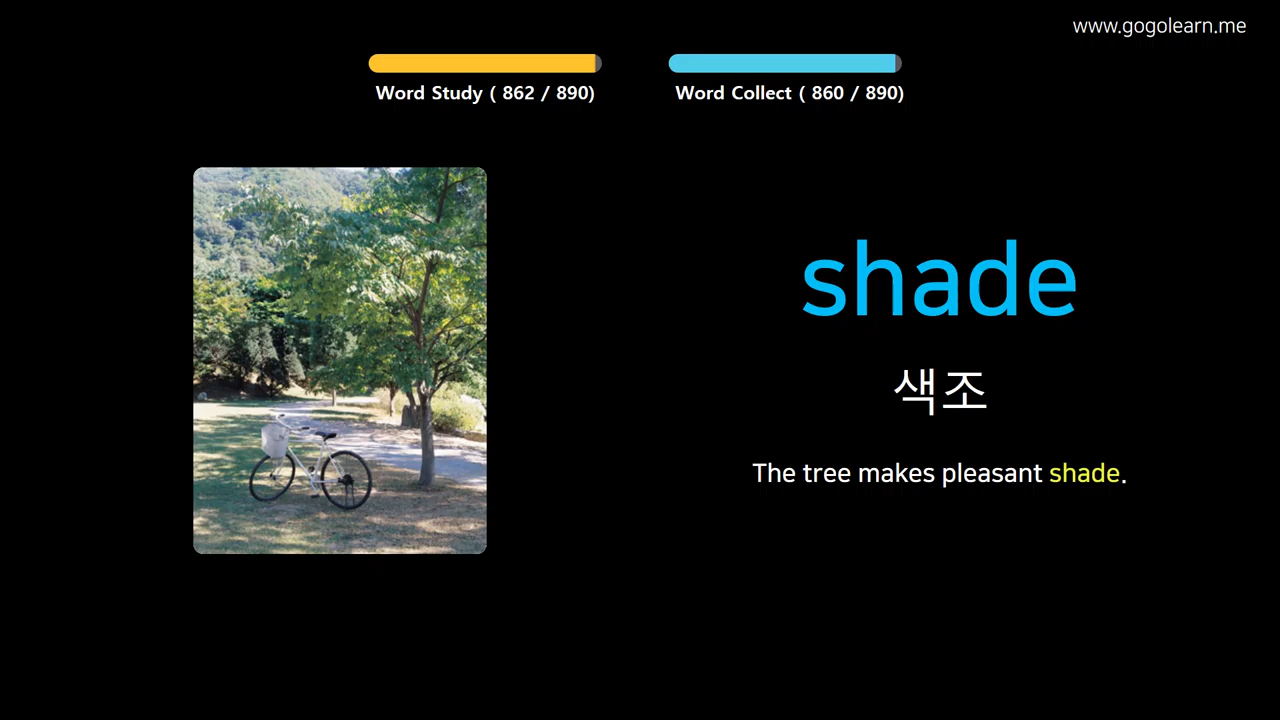 www.gogolearn.me
Word Study ( 862 / 890)
Word Collect ( 860 / 890)
shade
색조
The tree makes pleasant shade.